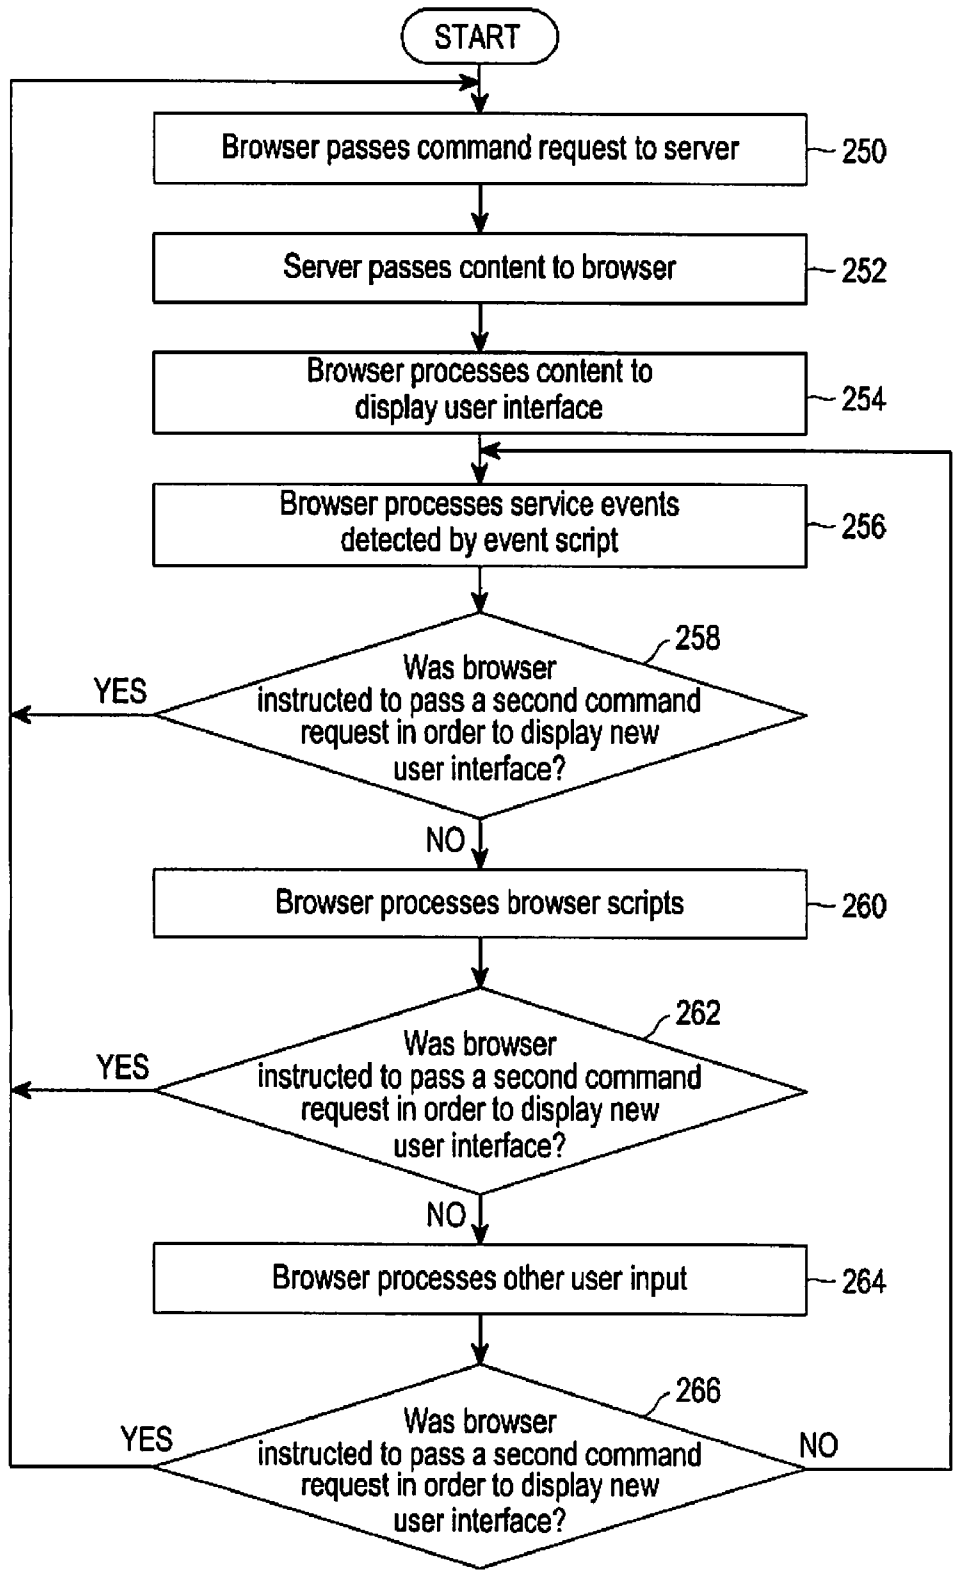 START
Browser passes command request to server
250
Server passes content to browser
252
Browser processes content to
display user interface
254
Browser processes service events
detected by event script
256
258
Was browser
instructed to pass a second command
request in order to display new
user interface?
YES
NO
Browser processes browser scripts
260
262
Was browser
instructed to pass a second command
request in order to display new
user interface?
YES
NO
Browser processes other user input
264
266
Was browser
instructed to pass a second command
request in order to display new
user interface?
YES
NO